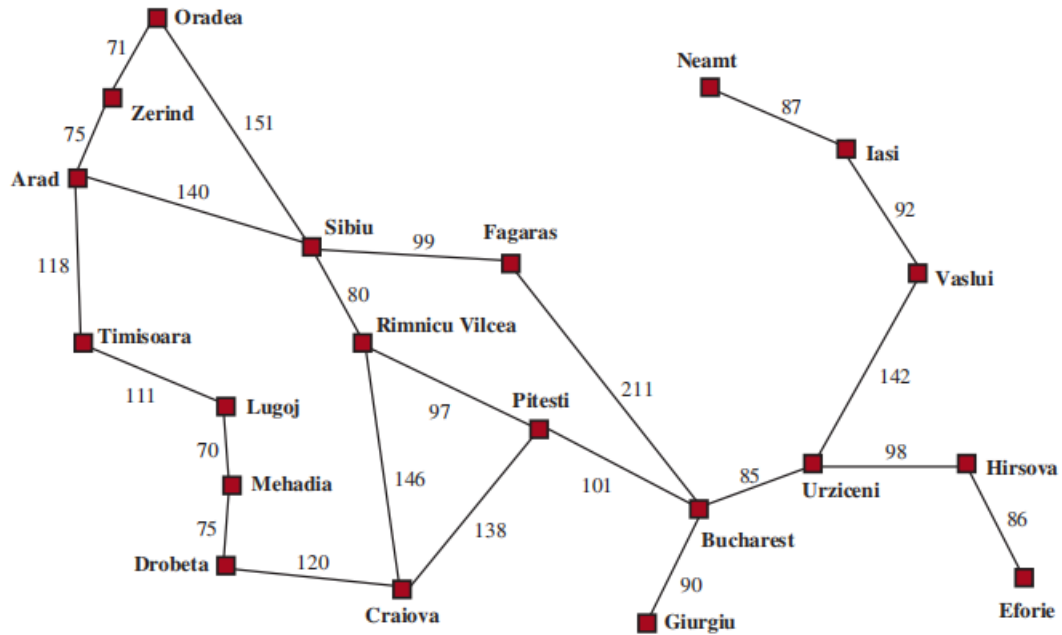 Oradea
71
Neamt
Zerind
87
75
151
Iasi
Arad
140
92
Sibiu
Fagaras
99
118
Vaslui
80
Rimnicu Vilcea
Timisoara
142
111
211
Lugoj
97
Pitesti
70
98
Hirsova
Urziceni
Mehadia
146
101
85
86
75
138
Bucharest
Drobeta
120
90
Eforie
Craiova
Giurgiu